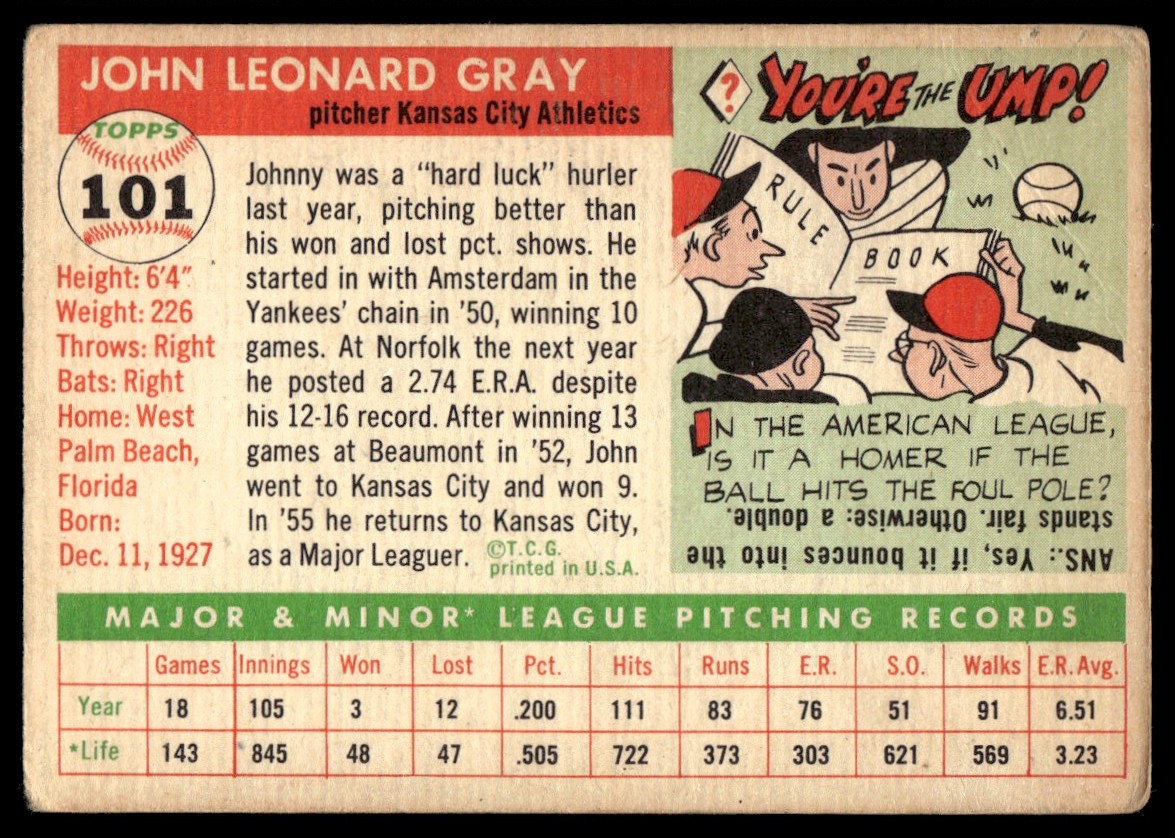 JOHN LEONARD GRAY
pitcher Kansas City Athletics
TOPPS
101
Height: 6'4"
Weight: 226
Throws: Right
Bats: Right
Home: West
Palm Beach,
Florida
Born:
Dec. 11, 1927
Johnny was a "hard luck" hurler
last year, pitching better than
his won and lost pct. shows. He
started in with Amsterdam in the
Yankees' chain in '50, winning 10
games. At Norfolk the next year
he posted a 2.74 E.R.A. despite
his 12-16 record. After winning 13
games at Beaumont in '52, John
went to Kansas City and won 9.
In '55 he returns to Kansas City,
as a Major Leaguer.
©T.C.G.
printed in U.S.A.
? YOU'RE THE UMP!
RULE
BOOK
IN THE AMERICAN LEAGUE,
IS IT A HOMER IF THE
BALL HITS THE FOUL POLE?
ANS.: Yes, if it bounces into the
stands fair. Otherwise: a double.
MAJOR & MINOR* LEAGUE PITCHING RECORDS
Games Innings Won Lost Pct. Hits Runs E.R. S.O. Walks E.R. Avg.
Year 18 105 3 12 .200 111 83 76 51 91 6.51
*Life 143 845 48 47 .505 722 373 303 621 569 3.23